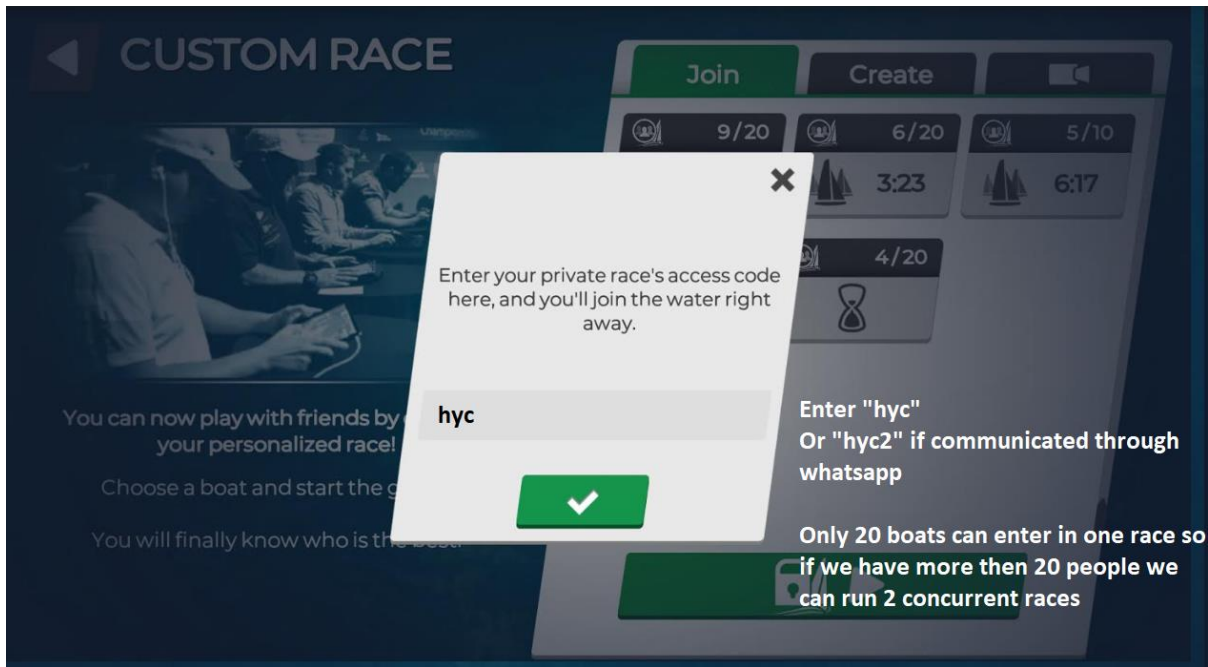 CUSTOM RACE
Join
Create
9/20
6/20
5/10
3:23
6:17
4/20
Enter your private race's access code
here, and you'll join the water right
away.
hyc
You can now play with friends by
your personalized race!
Choose a boat and start the
You will finally know who is the best!
Enter "hyc"
Or "hyc2" if communicated through
whatsapp
Only 20 boats can enter in one race so
if we have more then 20 people we
can run 2 concurrent races